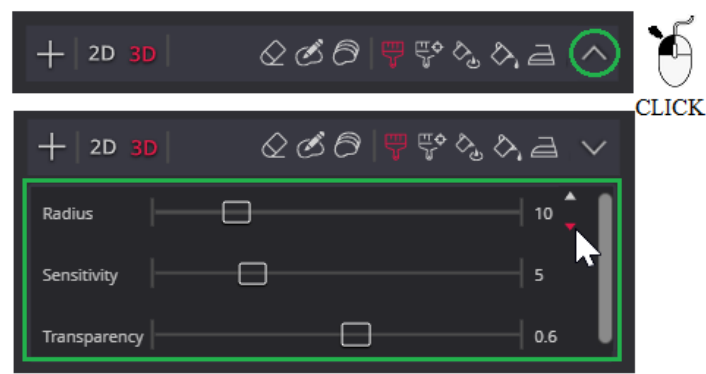 2D 3D
CLICK
2D 3D
Radius 10
Sensitivity 5
Transparency 0.6